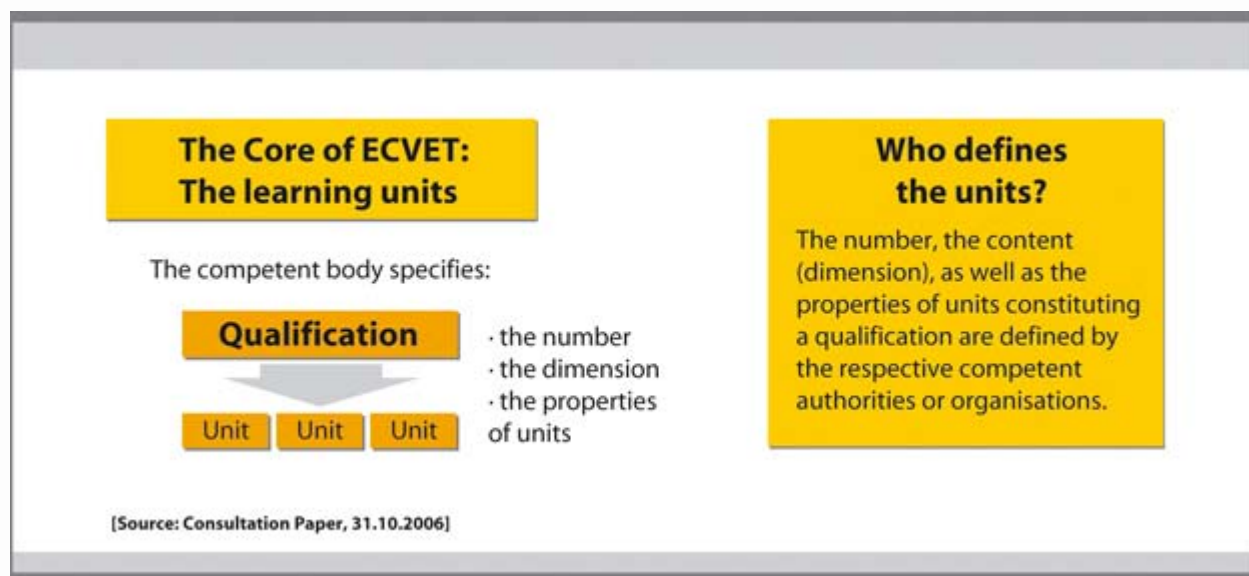 The Core of ECVET:
The learning units
The competent body specifies:
Qualification
Unit Unit Unit
· the number
· the dimension
· the properties
of units
[Source: Consultation Paper, 31.10.2006]
Who defines
the units?
The number, the content
(dimension), as well as the
properties of units constituting
a qualification are defined by
the respective competent
authorities or organisations.